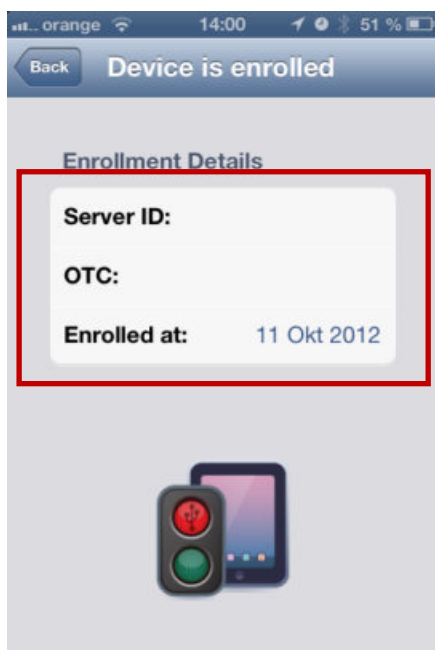 orange 14:00 51 %
Back Device is enrolled
Enrollment Details
Server ID:
OTC:
Enrolled at: 11 Okt 2012